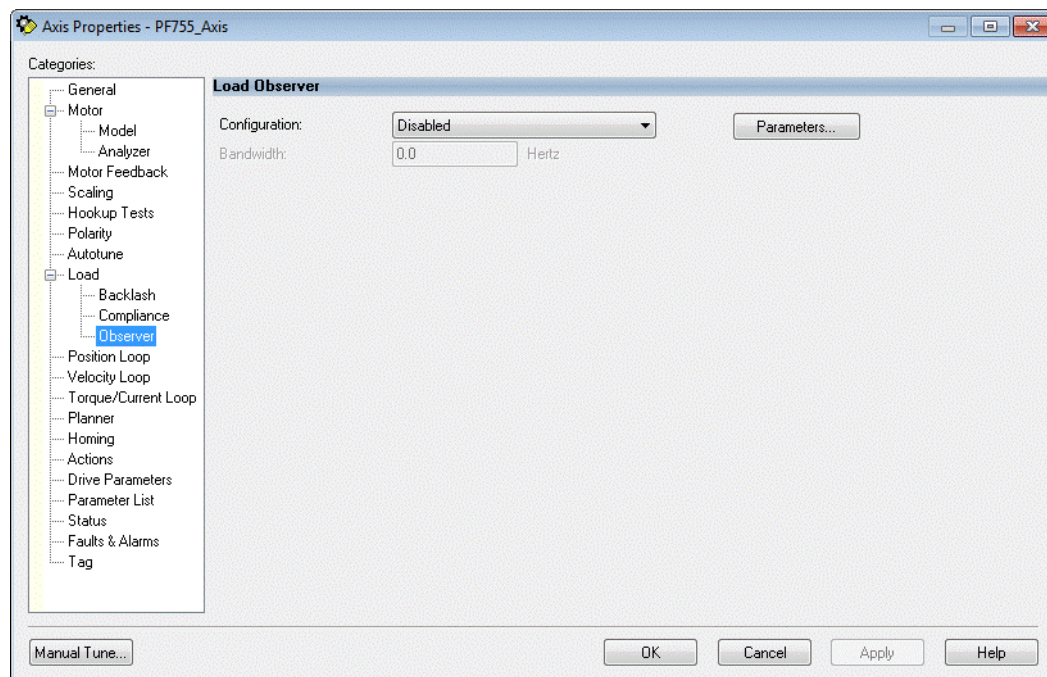 Axis Properties - PF755_Axis
Categories:
General
Motor
Model
Analyzer
Motor Feedback
Scaling
Hookup Tests
Polarity
Autotune
Load
Backlash
Compliance
Observer
Position Loop
Velocity Loop
Torque/Current Loop
Planner
Homing
Actions
Drive Parameters
Parameter List
Status
Faults & Alarms
Tag
Load Observer
Configuration: Disabled Parameters...
Bandwidth: 0.0 Hertz
Manual Tune... OK Cancel Apply Help